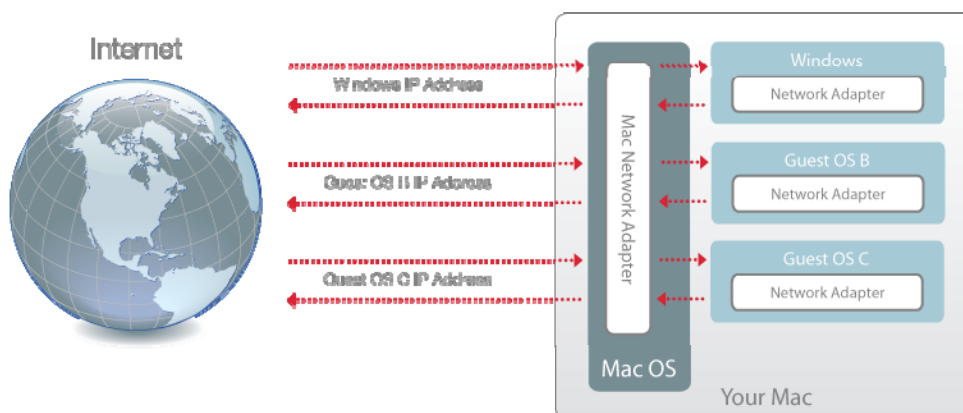 Internet
Windows IP Address
Guest OS B IP Address
Guest OS C IP Address
Mac Network Adapter
Mac OS
Windows
Network Adapter
Guest OS B
Network Adapter
Guest OS C
Network Adapter
Your Mac